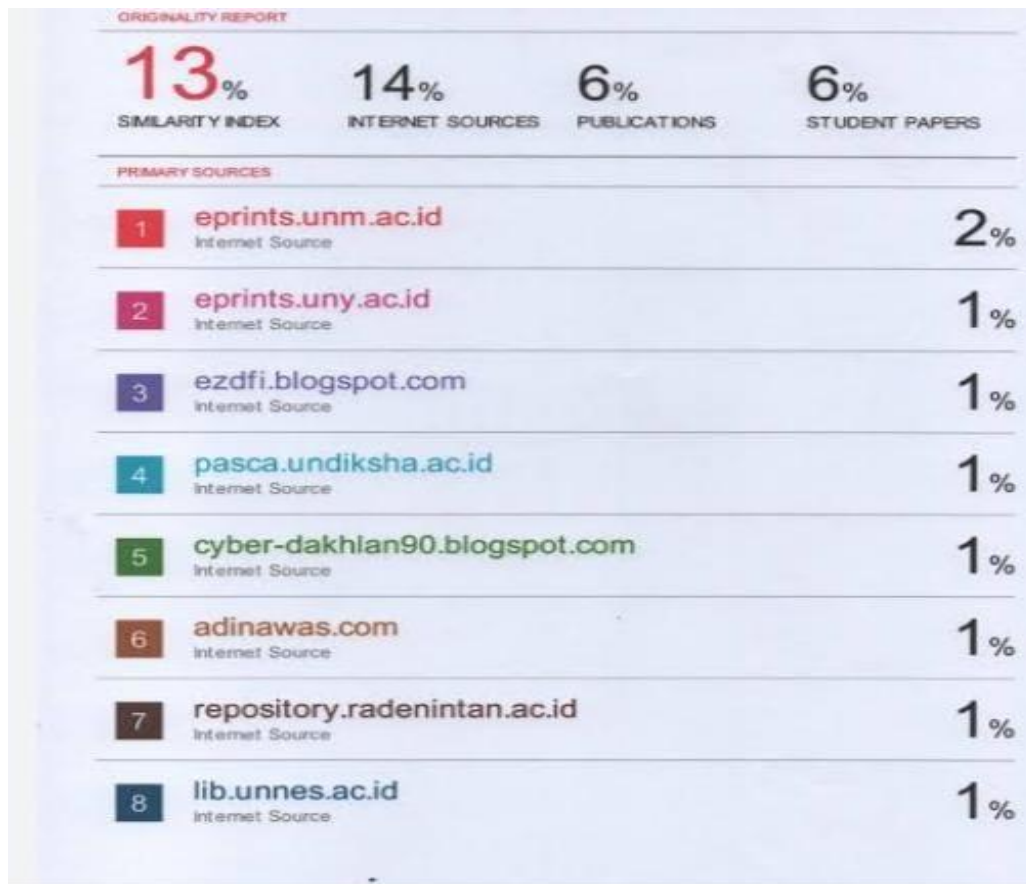 ORIGINALITY REPORT
13% 14% 6% 6%
SIMILARITY INDEX INTERNET SOURCES PUBLICATIONS STUDENT PAPERS
PRIMARY SOURCES
1 eprints.unm.ac.id 2%
Internet Source
2 eprints.uny.ac.id 1%
Internet Source
3 ezdfi.blogspot.com 1%
Internet Source
4 pasca.undiksha.ac.id 1%
Internet Source
5 cyber-dakhlan90.blogspot.com 1%
Internet Source
6 adinawas.com 1%
Internet Source
7 repository.radenintan.ac.id 1%
Internet Source
8 lib.unnes.ac.id 1%
Internet Source